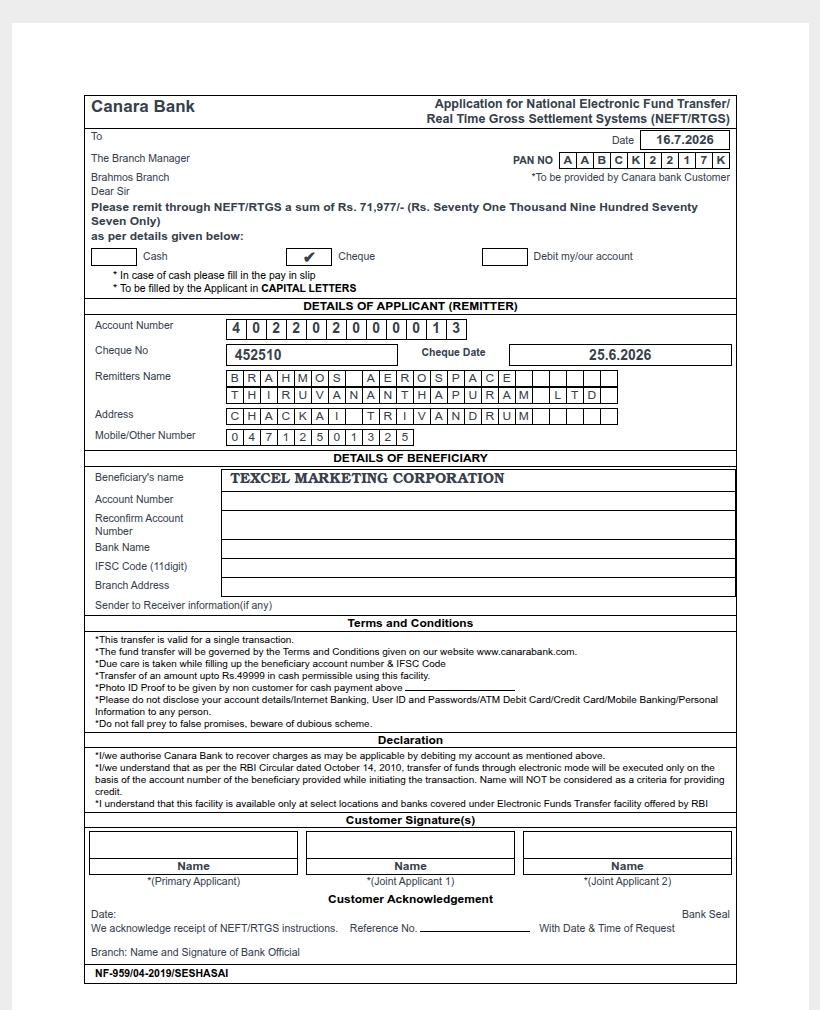 Canara Bank
Application for National Electronic Fund Transfer/
Real Time Gross Settlement Systems (NEFT/RTGS)
To
Date 16.7.2026
The Branch Manager
PAN NO A A B C K 2 2 1 7 K
Brahmos Branch
*To be provided by Canara bank Customer
Dear Sir
Please remit through NEFT/RTGS a sum of Rs. 71,977/- (Rs. Seventy One Thousand Nine Hundred Seventy
Seven Only)
as per details given below:
Cash ✔ Cheque Debit my/our account
* In case of cash please fill in the pay in slip
* To be filled by the Applicant in CAPITAL LETTERS
DETAILS OF APPLICANT (REMITTER)
Account Number 4 0 2 2 0 2 0 0 0 0 1 3
Cheque No 452510 Cheque Date 25.6.2026
Remitters Name B R A H M O S A E R O S P A C E
T H I R U V A N A N T H A P U R A M L T D
Address C H A C K A I T R I V A N D R U M
Mobile/Other Number 0 4 7 1 2 5 0 1 3 2 5
DETAILS OF BENEFICIARY
Beneficiary's name TEXCEL MARKETING CORPORATION
Account Number
Reconfirm Account
Number
Bank Name
IFSC Code (11digit)
Branch Address
Sender to Receiver information(if any)
Terms and Conditions
*This transfer is valid for a single transaction.
*The fund transfer will be governed by the Terms and Conditions given on our website www.canarabank.com.
*Due care is taken while filling up the beneficiary account number & IFSC Code
*Transfer of an amount upto Rs.49999 in cash permissible using this facility.
*Photo ID Proof to be given by non customer for cash payment above
*Please do not disclose your account details/Internet Banking, User ID and Passwords/ATM Debit Card/Credit Card/Mobile Banking/Personal
Information to any person.
*Do not fall prey to false promises, beware of dubious scheme.
Declaration
*I/we authorise Canara Bank to recover charges as may be applicable by debiting my account as mentioned above.
*I/we understand that as per the RBI Circular dated October 14, 2010, transfer of funds through electronic mode will be executed only on the
basis of the account number of the beneficiary provided while initiating the transaction. Name will NOT be considered as a criteria for providing
credit.
*I understand that this facility is available only at select locations and banks covered under Electronic Funds Transfer facility offered by RBI
Customer Signature(s)
Name Name Name
*(Primary Applicant) *(Joint Applicant 1) *(Joint Applicant 2)
Customer Acknowledgement
Date: Bank Seal
We acknowledge receipt of NEFT/RTGS instructions. Reference No. With Date & Time of Request
Branch: Name and Signature of Bank Official
NF-959/04-2019/SESHASAI